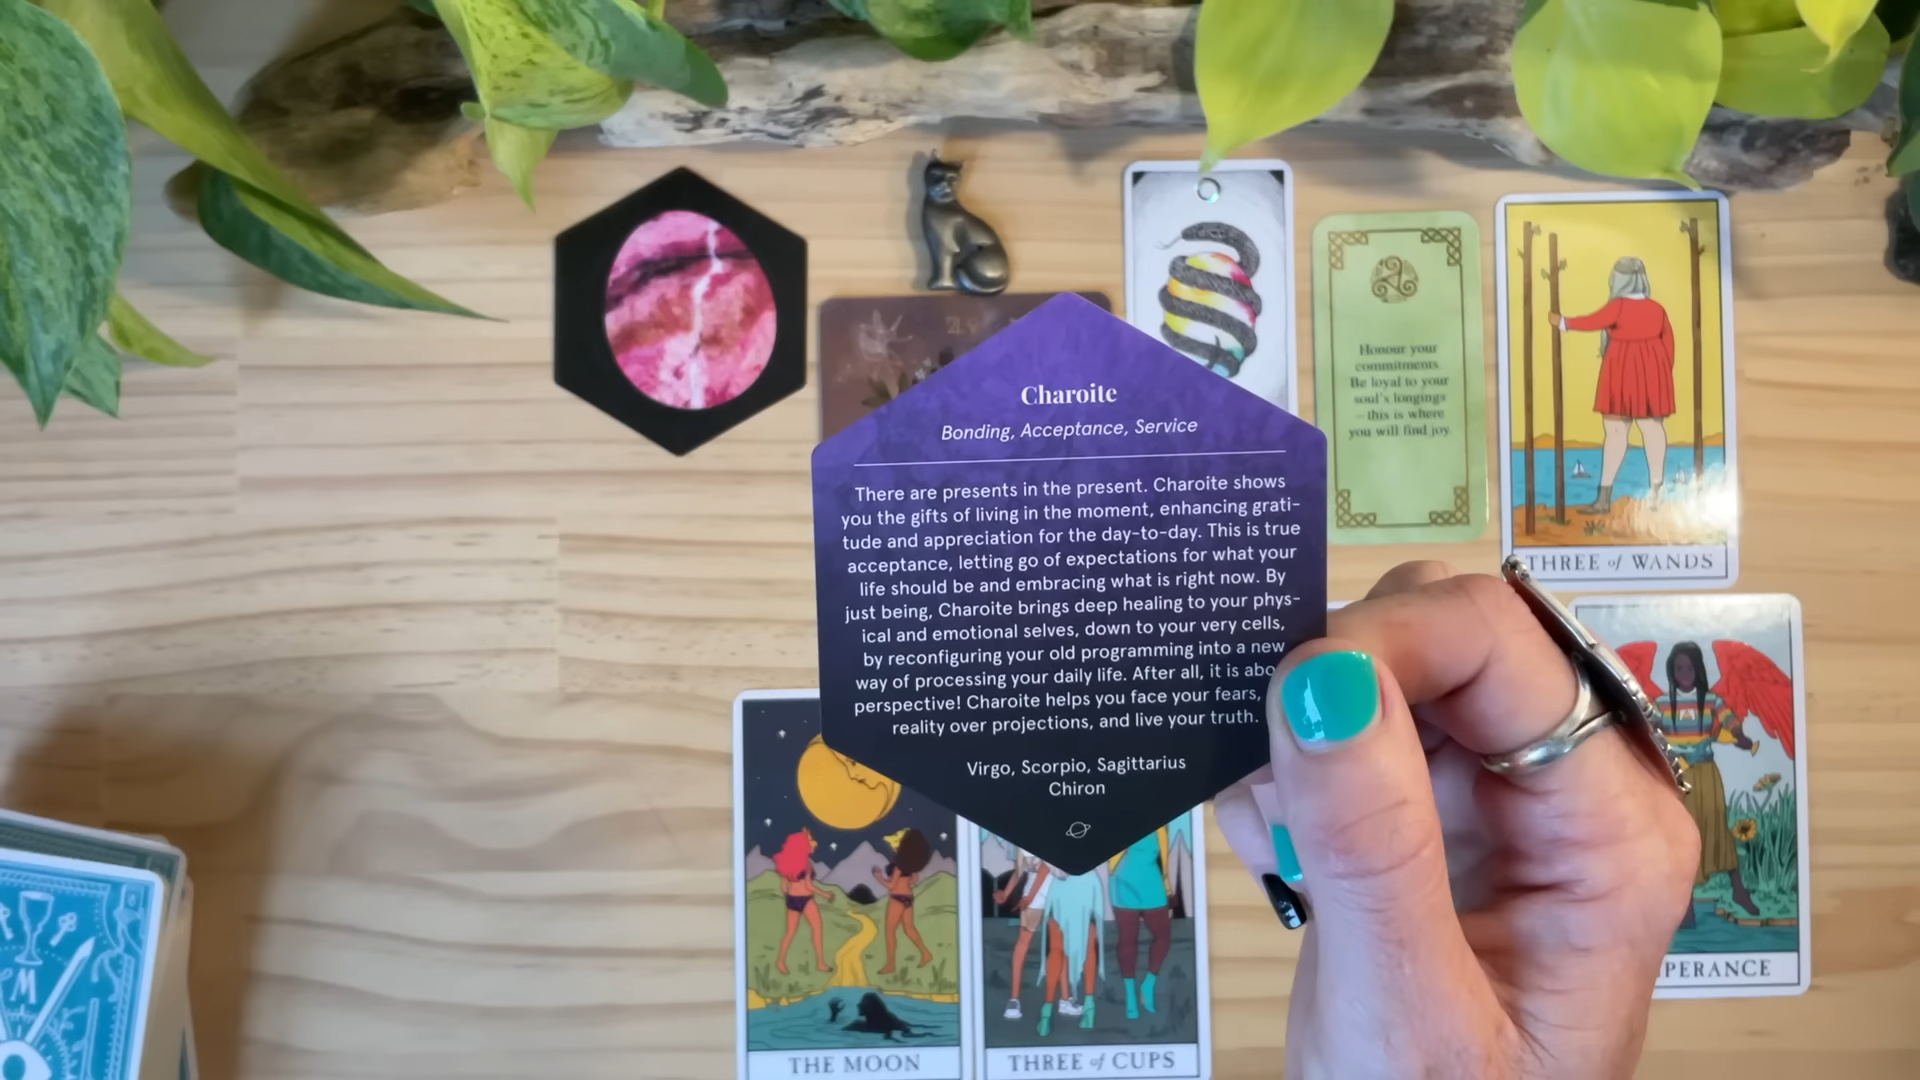 Charoite
Bonding, Acceptance, Service
There are presents in the present. Charoite shows
you the gifts of living in the moment, enhancing grati-
tude and appreciation for the day-to-day. This is true
acceptance, letting go of expectations for what your
life should be and embracing what is right now. By
just being, Charoite brings deep healing to your phys-
ical and emotional selves, down to your very cells,
by reconfiguring your old programming into a new
way of processing your daily life. After all, it is
perspective! Charoite helps you face your fears,
reality over projections, and live your truth.
Virgo, Scorpio, Sagittarius
Chiron
Honour your
commitments.
Be loyal to your
soul's longings
– this is where
you will find joy.
THREE of WANDS
PERANCE
THE MOON
THREE of CUPS
W